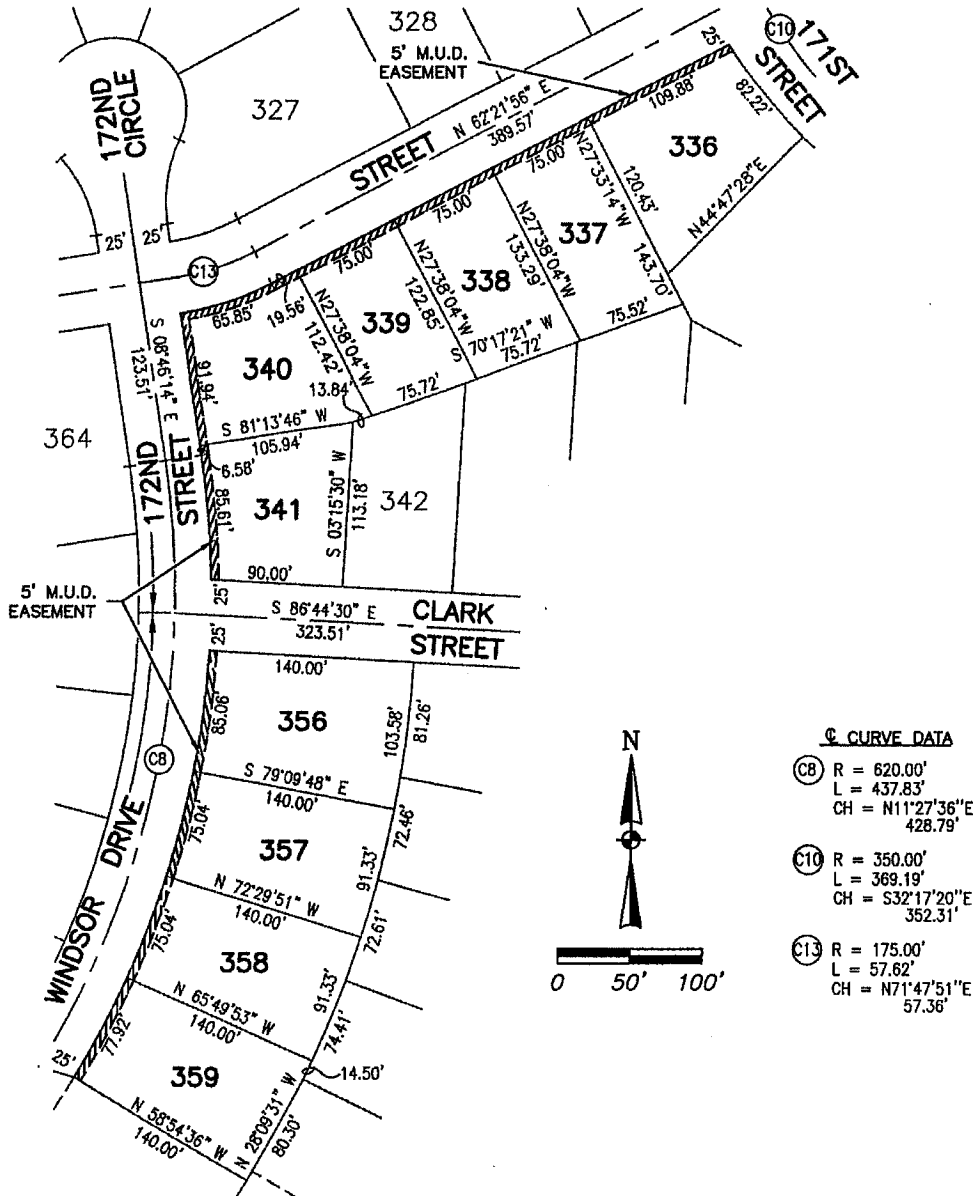 328
5' M.U.D.
EASEMENT
C10
171ST
STREET
25'
172ND
CIRCLE
327
STREET
N 62°21'56" E
389.57'
109.88'
82.22'
336
N44°47'28"E
25'
25'
C13
75.00'
N27°33'14"W
120.43'
143.70'
75.00'
N27°38'04"W
133.29'
337
75.52'
75.00'
N27°38'04"W
122.85'
338
S 70°17'21" W
75.72'
65.85'
19.56'
N27°38'04"W
112.42'
339
75.72'
S 08°46'14" E
123.51'
91.94'
340
13.84'
S 81°13'46" W
105.94'
364
172ND
STREET
6.58'
85.61'
341
S 03°15'30" W
113.18'
342
90.00'
5' M.U.D.
EASEMENT
25'
S 86°44'30" E
323.51'
CLARK
STREET
25'
140.00'
85.06'
356
103.58'
81.26'
C8
S 79°09'48" E
140.00'
75.04'
357
72.46'
91.33'
WINDSOR DRIVE
N 72°29'51" W
140.00'
75.04'
358
72.61'
91.33'
N 65°49'53" W
140.00'
74.41'
77.92'
25'
359
14.50'
N 58°54'36" W
140.00'
N 28°09'31" W
80.30'
N
0 50' 100'
℄ CURVE DATA
C8 R = 620.00'
L = 437.83'
CH = N11°27'36"E
428.79'
C10 R = 350.00'
L = 369.19'
CH = S32°17'20"E
352.31'
C13 R = 175.00'
L = 57.62'
CH = N71°47'51"E
57.36'